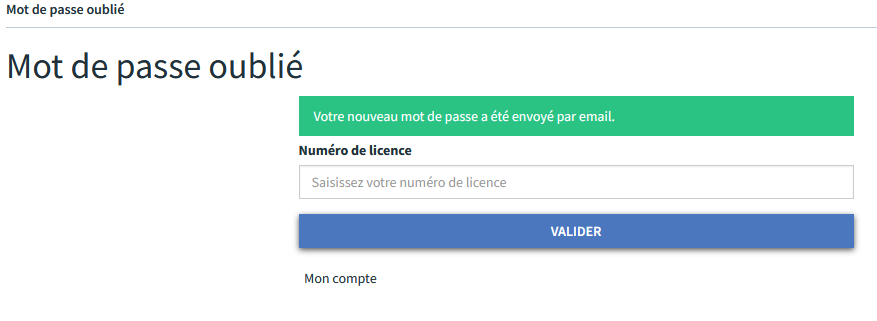 Mot de passe oublié
Mot de passe oublié
Votre nouveau mot de passe a été envoyé par email.
Numéro de licence
Saisissez votre numéro de licence
VALIDER
Mon compte